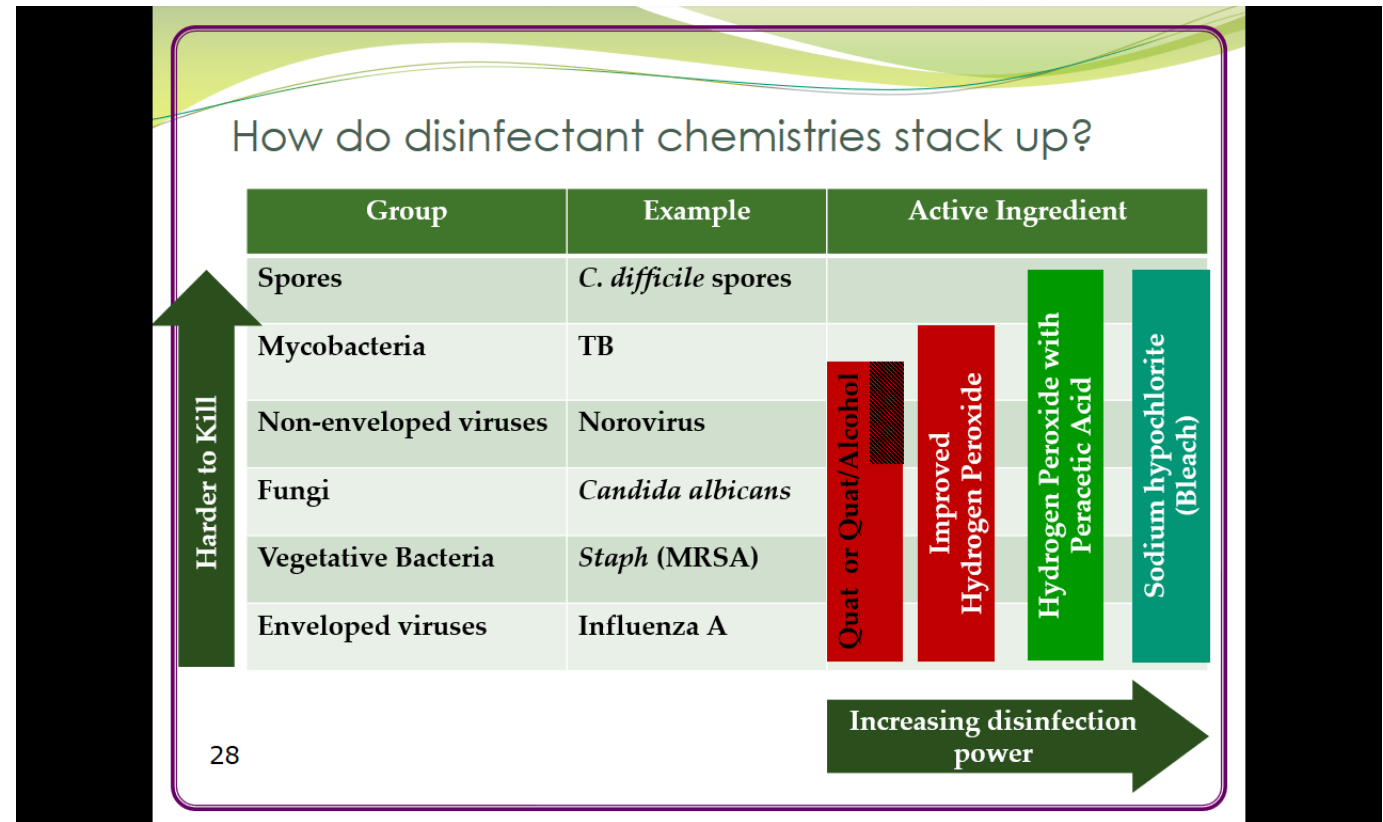 How do disinfectant chemistries stack up?
Group Example Active Ingredient
Spores C. difficile spores
Mycobacteria TB
Non-enveloped viruses Norovirus
Fungi Candida albicans
Vegetative Bacteria Staph (MRSA)
Enveloped viruses Influenza A
Harder to Kill
Quat or Quat/Alcohol
Improved
Hydrogen Peroxide
Hydrogen Peroxide with
Peracetic Acid
Sodium hypochlorite
(Bleach)
Increasing disinfection
power
28